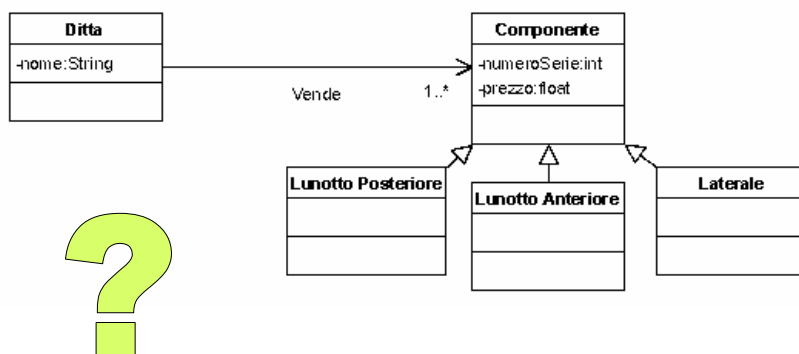 Ditta
-nome:String
Vende
1..*
Componente
-numeroSerie:int
-prezzo:float
Lunotto Posteriore
Lunotto Anteriore
Laterale
?